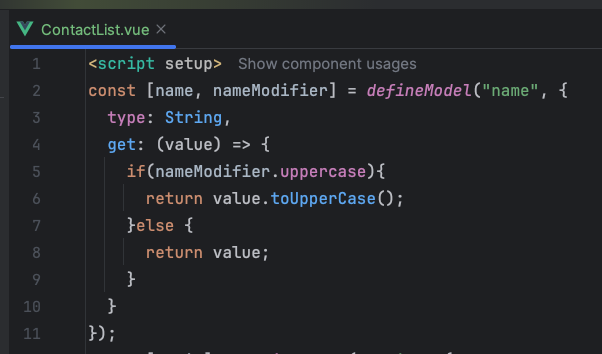 ContactList.vue
1 <script setup> Show component usages
2 const [name, nameModifier] = defineModel("name", {
3   type: String,
4   get: (value) => {
5     if(nameModifier.uppercase){
6       return value.toUpperCase();
7     }else {
8       return value;
9     }
10   }
11 });